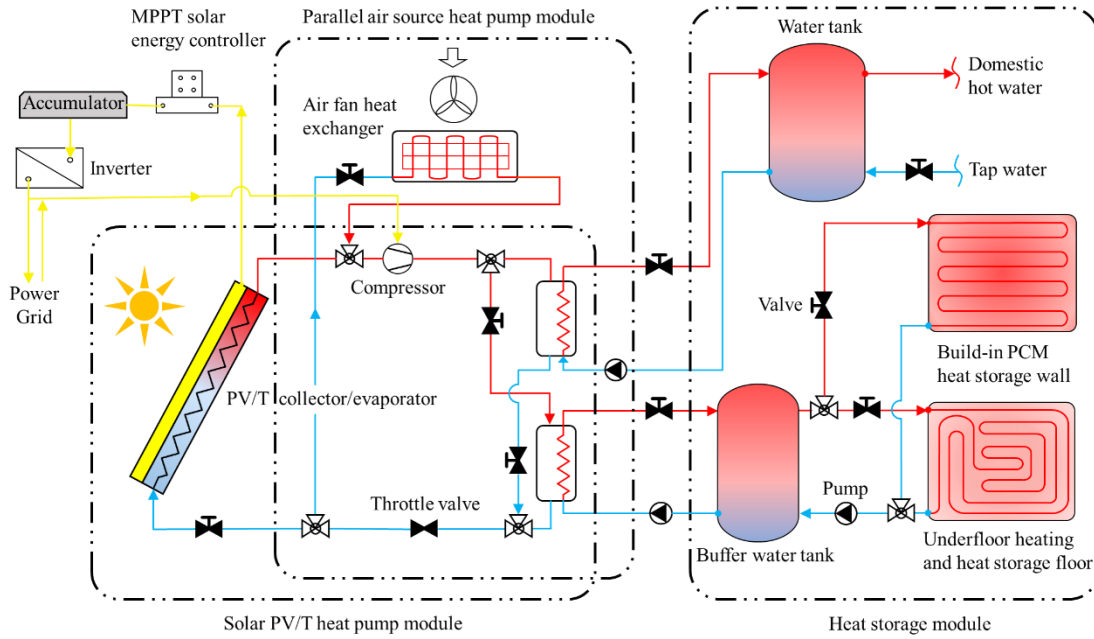 MPPT solar
energy controller
Parallel air source heat pump module
Water tank
Domestic
hot water
Accumulator
Air fan heat
exchanger
Inverter
Tap water
Compressor
Power
Grid
Valve
Build-in PCM
heat storage wall
PV/T collector/evaporator
Throttle valve
Pump
Buffer water tank
Underfloor heating
and heat storage floor
Solar PV/T heat pump module
Heat storage module